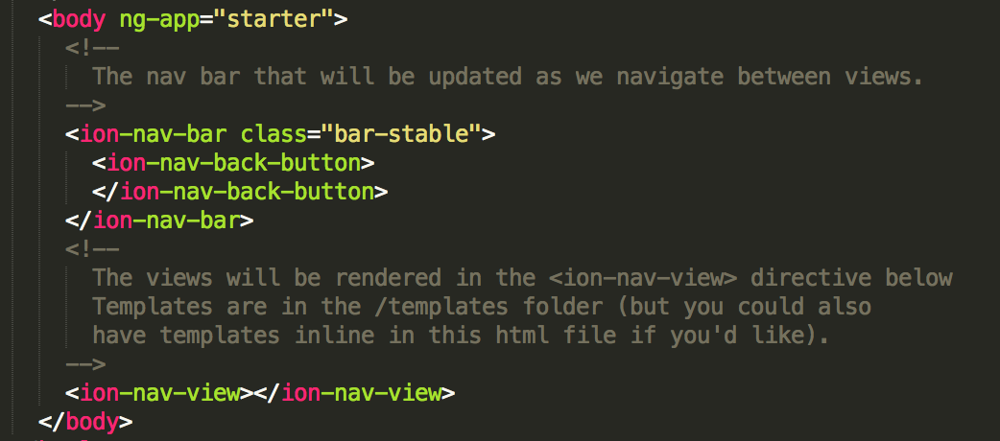 <body ng-app="starter">
<!--
The nav bar that will be updated as we navigate between views.
-->
<ion-nav-bar class="bar-stable">
<ion-nav-back-button>
</ion-nav-back-button>
</ion-nav-bar>
<!--
The views will be rendered in the <ion-nav-view> directive below
Templates are in the /templates folder (but you could also
have templates inline in this html file if you'd like).
-->
<ion-nav-view></ion-nav-view>
</body>